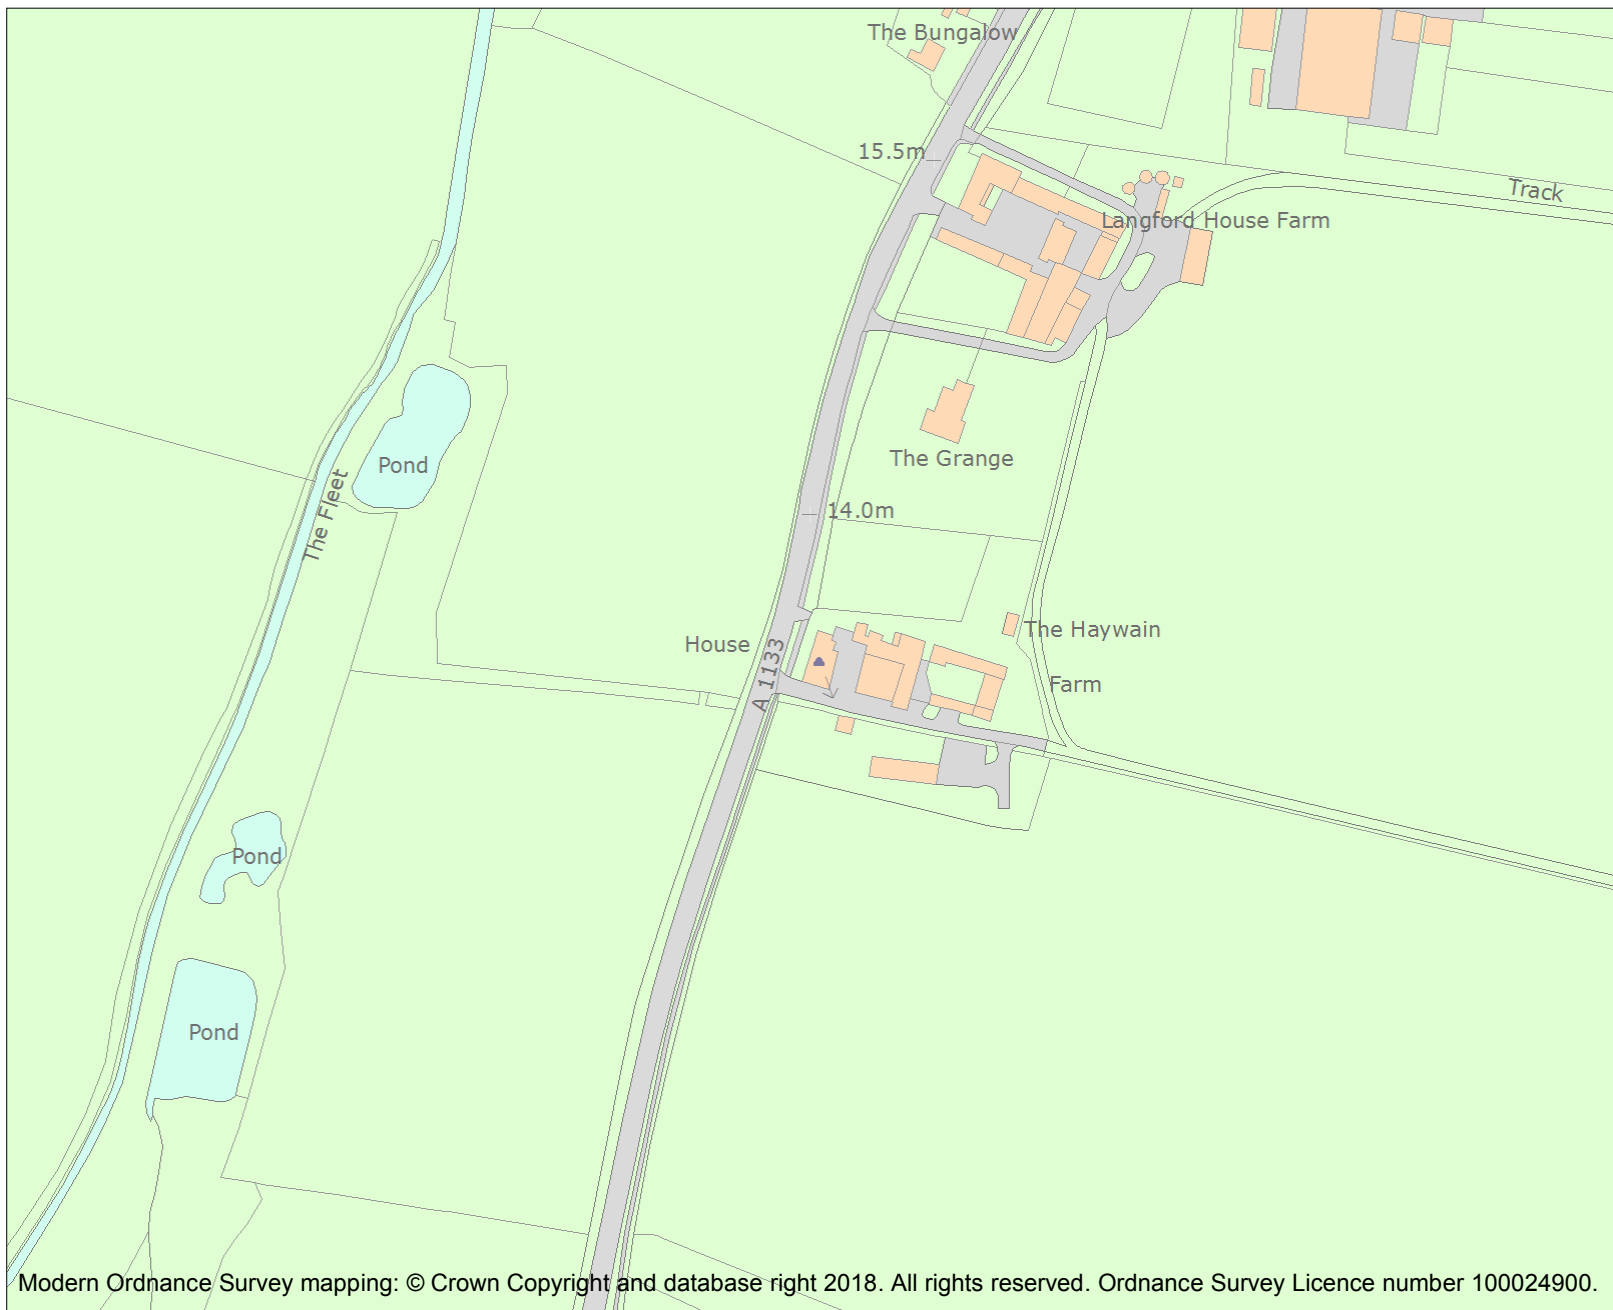 The Bungalow
15.5m
Track
Langford House Farm
The Grange
Pond
The Fleet
14.0m
The Haywain
House
A 1133
Farm
Pond
Pond
Modern Ordnance Survey mapping: © Crown Copyright and database right 2018. All rights reserved. Ordnance Survey Licence number 100024900.